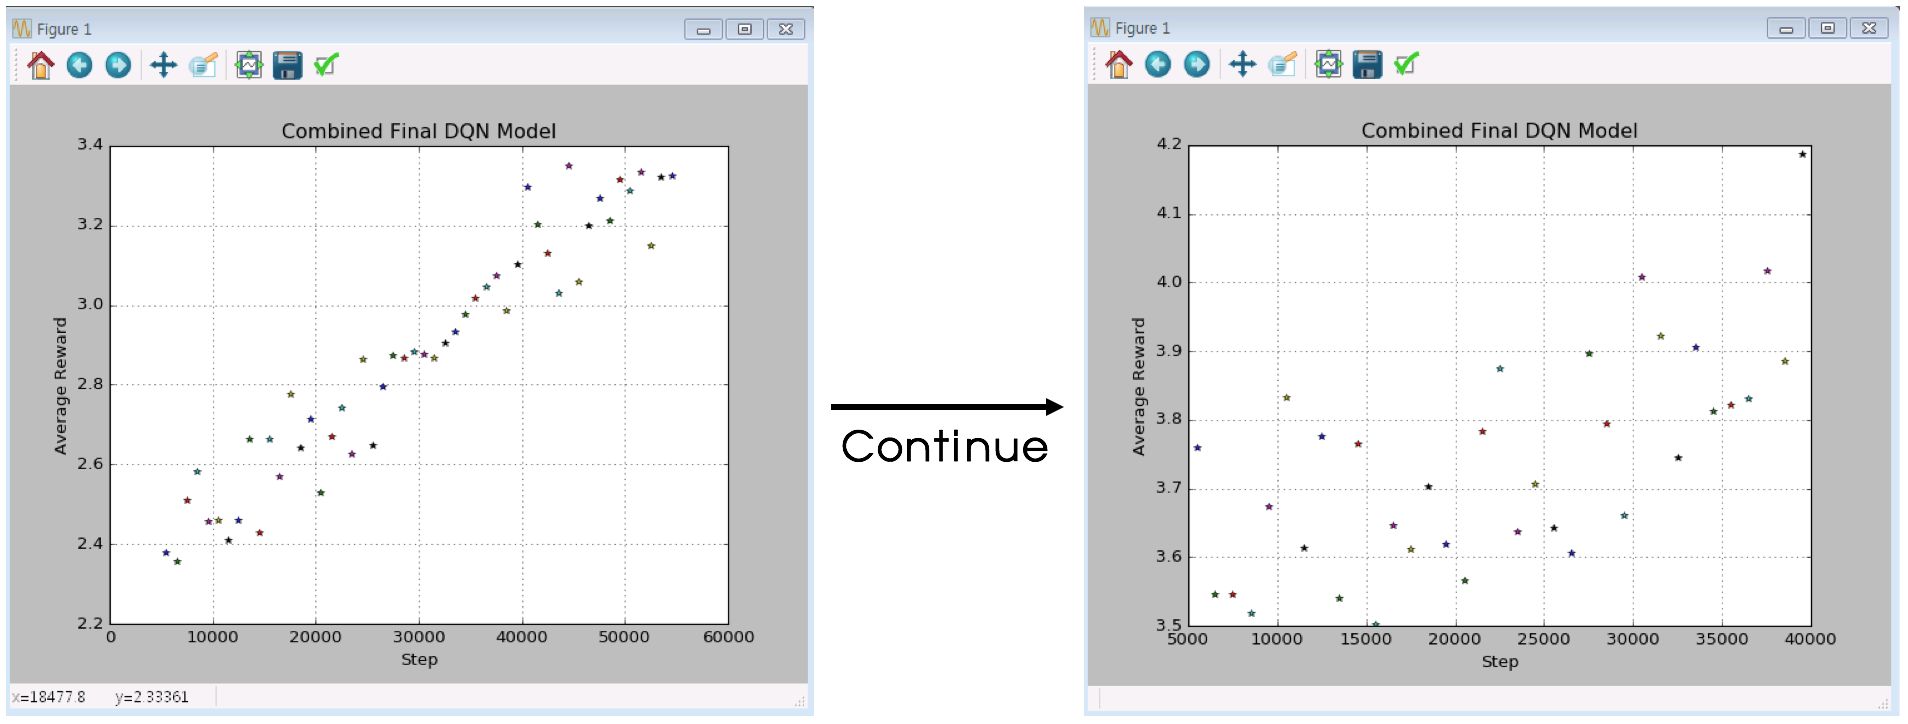 Figure 1
Combined Final DQN Model
3.4
3.2
3.0
2.8
2.6
2.4
2.2
Average Reward
0 10000 20000 30000 40000 50000 60000
Step
x=18477.8 y=2.33361
Continue
Figure 1
Combined Final DQN Model
4.2
4.1
4.0
3.9
3.8
3.7
3.6
3.5
Average Reward
5000 10000 15000 20000 25000 30000 35000 40000
Step